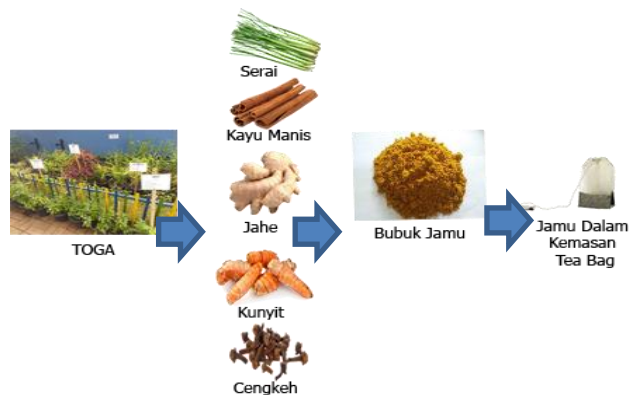 TOGA
Serai
Kayu Manis
Jahe
Kunyit
Cengkeh
Bubuk Jamu
Jamu Dalam
Kemasan
Tea Bag